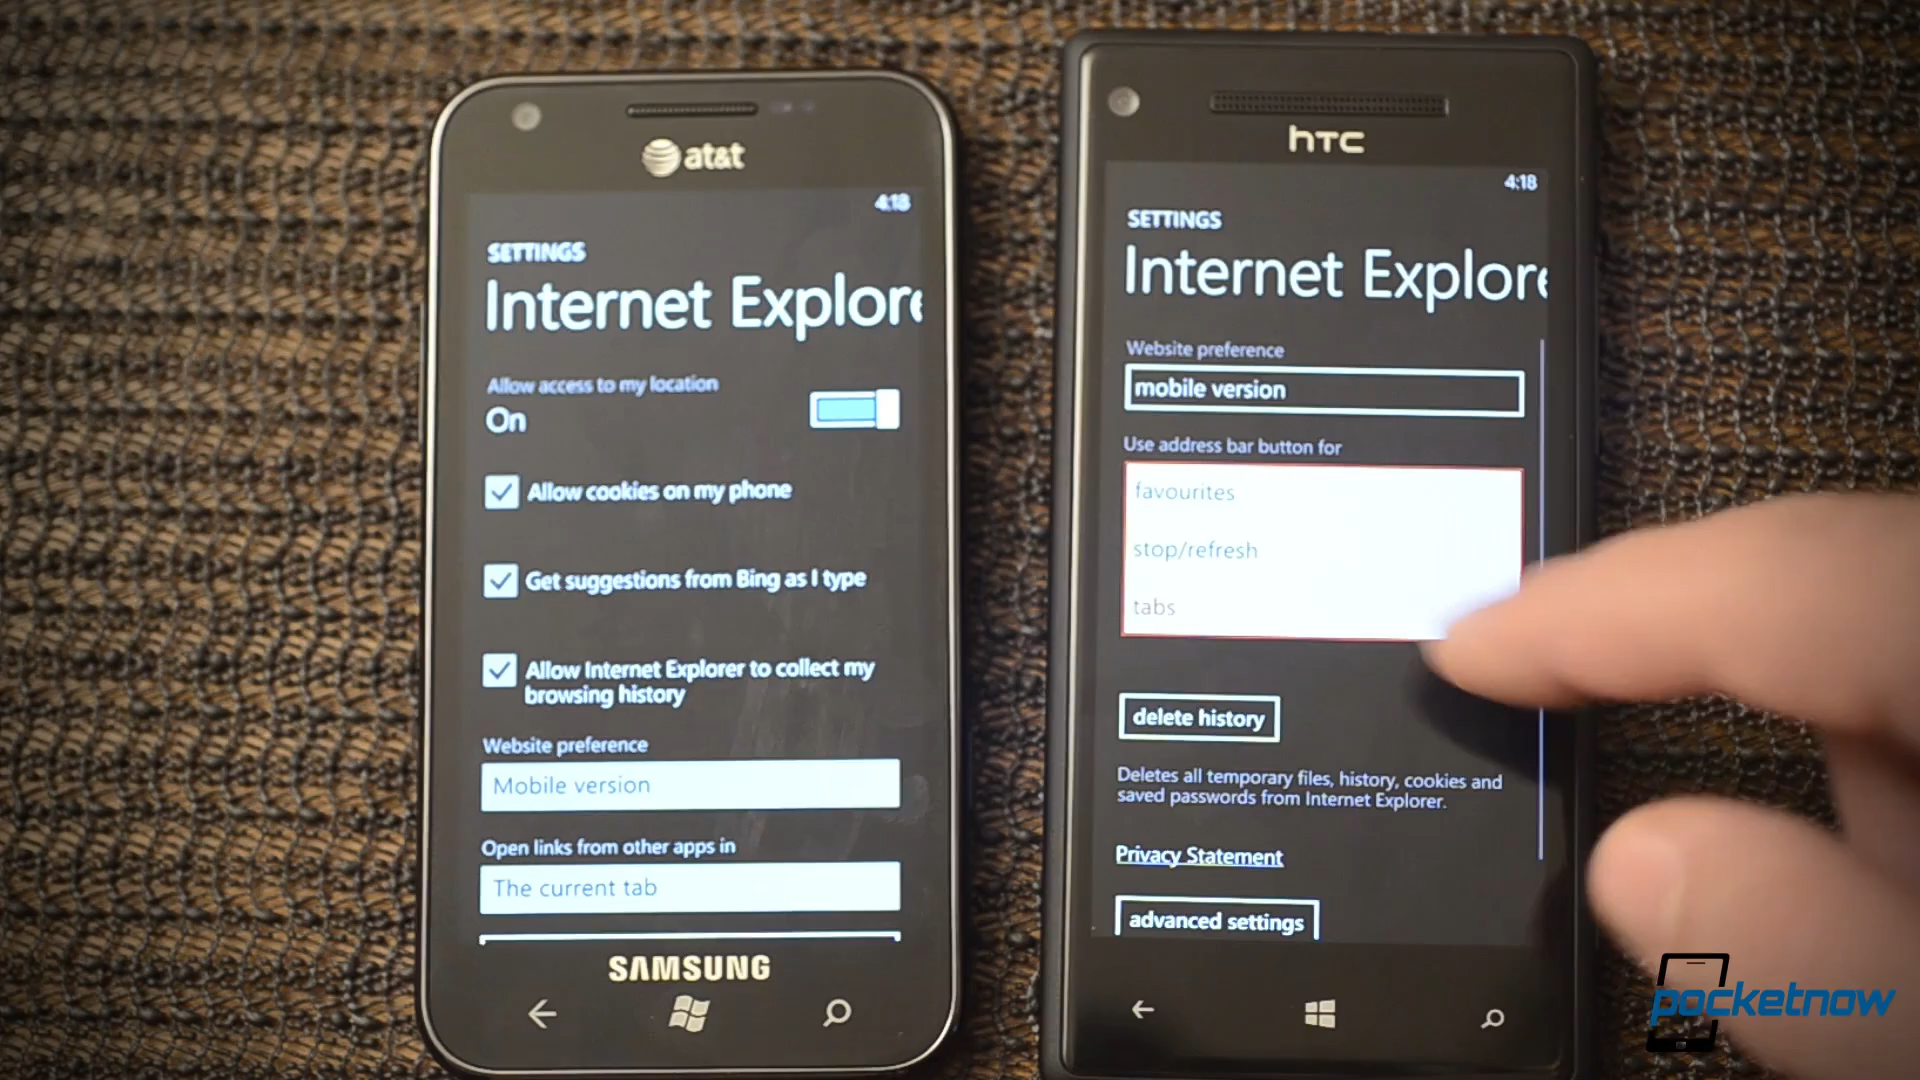 at&t
4:18
SETTINGS
Internet Explore
Allow access to my location
On
Allow cookies on my phone
Get suggestions from Bing as I type
Allow Internet Explorer to collect my
browsing history
Website preference
Mobile version
Open links from other apps in
The current tab
SAMSUNG
hTC
4:18
SETTINGS
Internet Explore
Website preference
mobile version
Use address bar button for
favourites
stop/refresh
tabs
delete history
Deletes all temporary files, history, cookies and
saved passwords from Internet Explorer.
Privacy Statement
advanced settings
pocketnow